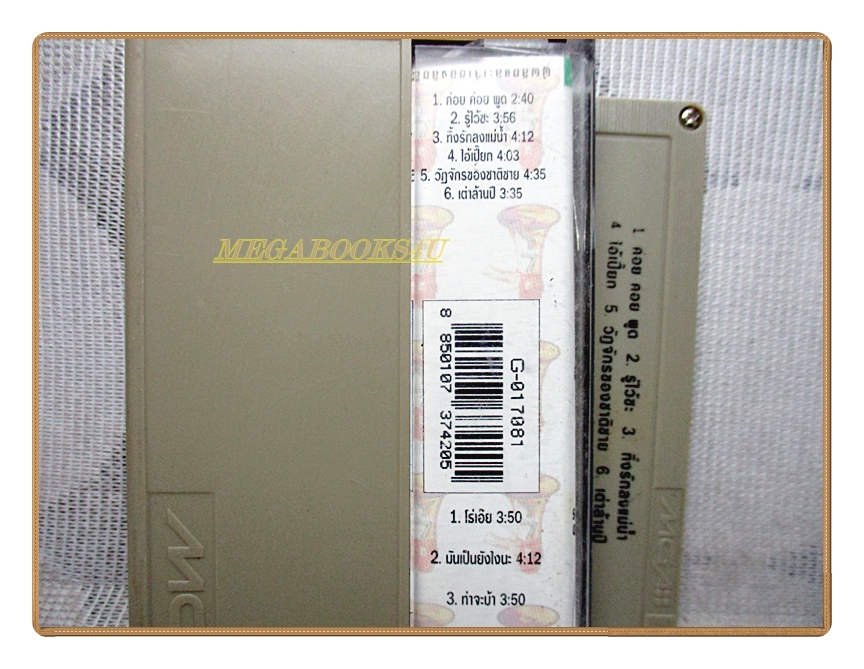 1. ค่อย ค่อย พูด 2:40
2. รู้ไว้ซะ 3:56
3. ทิ้งรักลงแม่น้ำ 4:12
4. ไอ้เปี๊ยก 4:03
5. วัฏจักรของชาติชาย 4:35
6. เต่าล้านปี 3:35
MEGABOOKS4U
G-017081
8 850107 374205
1. โร่เอ๊ย 3:50
2. มันเป็นยังไงนะ 4:12
3. ท่าจะบ้า 3:50
1 ค่อย ค่อย พูด 2. รู้ไว้ซะ 3. ทิ้งรักลงแม่น้ำ
4 ไอ้เปี๊ยก 5. วัฏจักรของชาติชาย 6. เต่าล้านปี